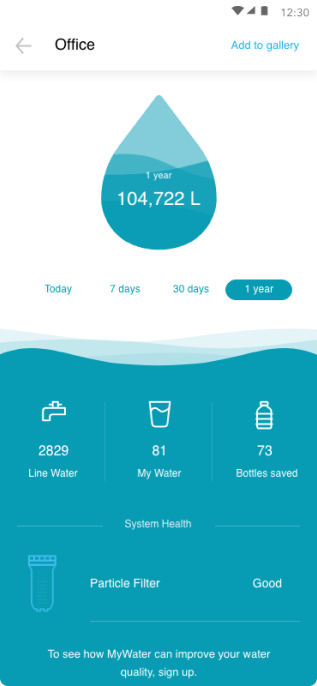 12:30
Office
Add to gallery
1 year
104,722 L
Today
7 days
30 days
1 year
2829
81
73
Line Water
My Water
Bottles saved
System Health
Particle Filter
Good
To see how MyWater can improve your water
quality, sign up.